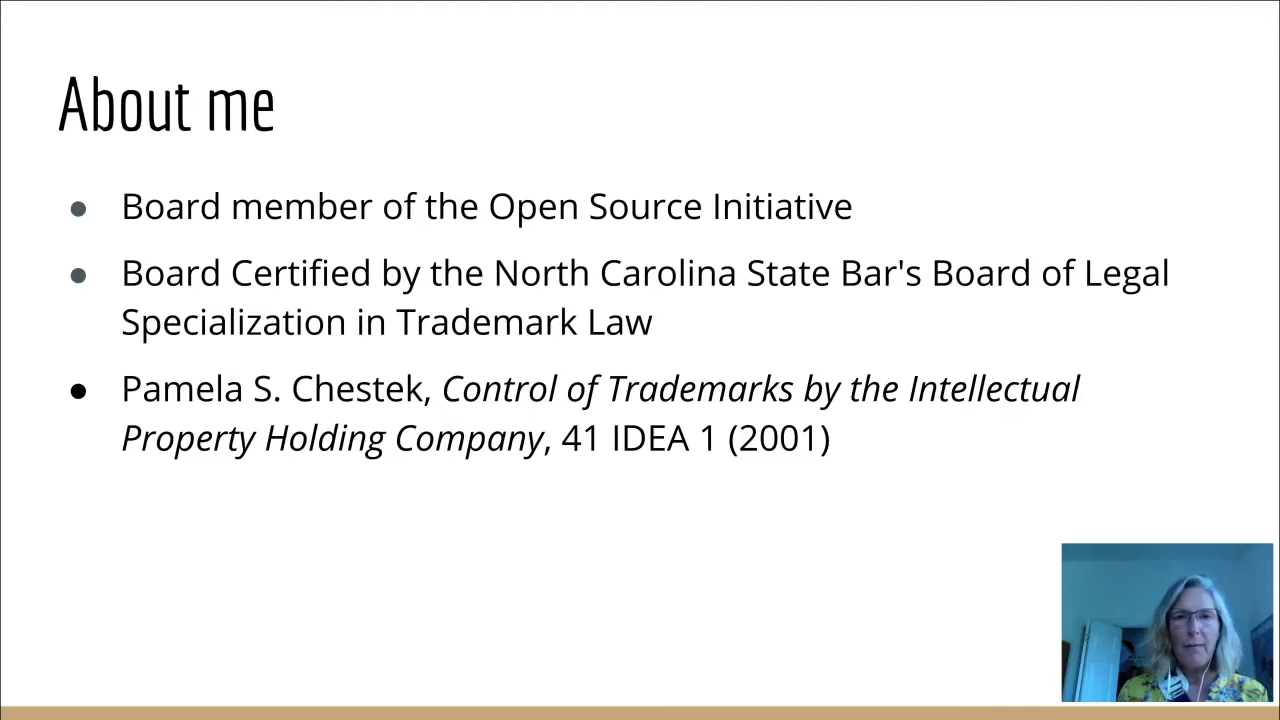 About me
● Board member of the Open Source Initiative
● Board Certified by the North Carolina State Bar's Board of Legal
Specialization in Trademark Law
● Pamela S. Chestek, Control of Trademarks by the Intellectual
Property Holding Company, 41 IDEA 1 (2001)